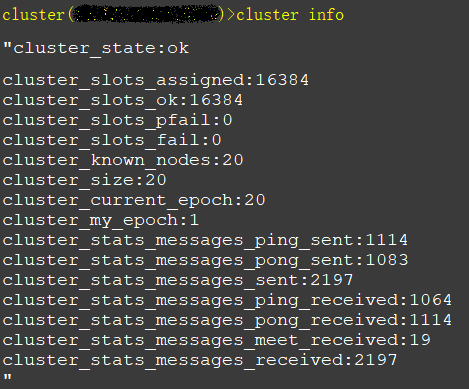 cluster( )>cluster info
"cluster_state:ok
cluster_slots_assigned:16384
cluster_slots_ok:16384
cluster_slots_pfail:0
cluster_slots_fail:0
cluster_known_nodes:20
cluster_size:20
cluster_current_epoch:20
cluster_my_epoch:1
cluster_stats_messages_ping_sent:1114
cluster_stats_messages_pong_sent:1083
cluster_stats_messages_sent:2197
cluster_stats_messages_ping_received:1064
cluster_stats_messages_pong_received:1114
cluster_stats_messages_meet_received:19
cluster_stats_messages_received:2197
"